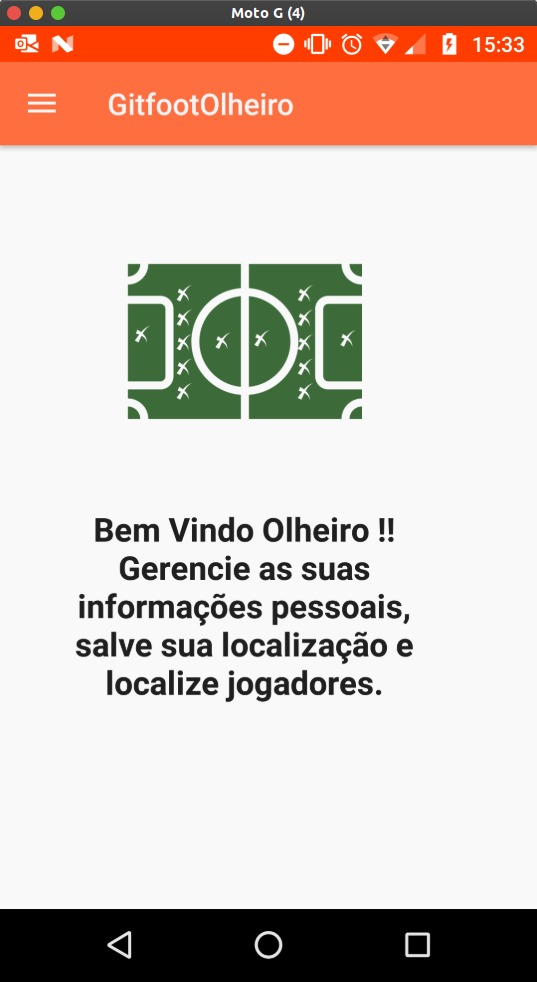 Moto G (4)
15:33
GitfootOlheiro
Bem Vindo Olheiro !!
Gerencie as suas
informações pessoais,
salve sua localização e
localize jogadores.